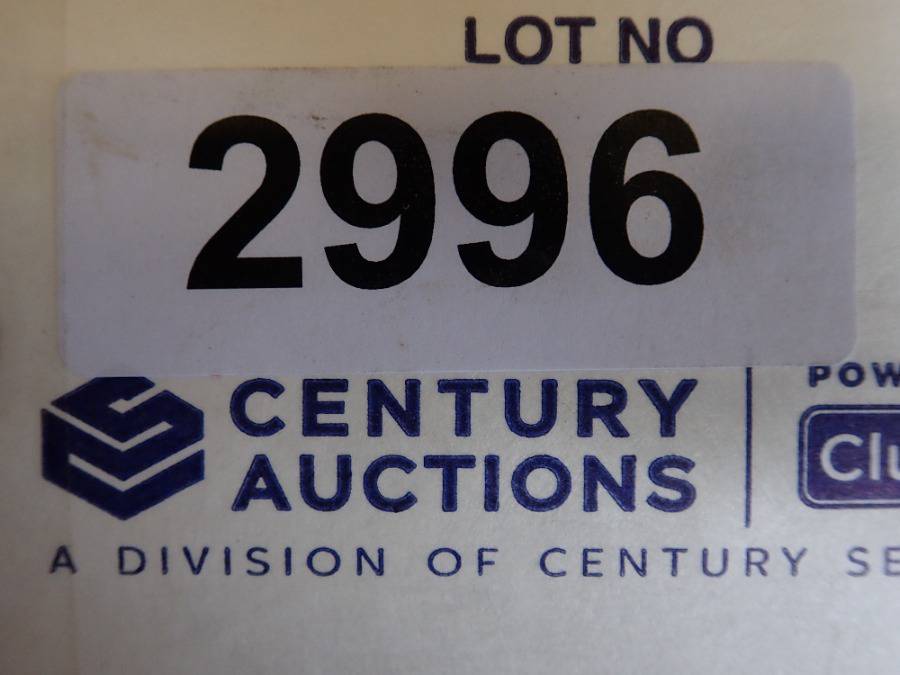 LOT NO
2996
CENTURY
AUCTIONS
A DIVISION OF CENTURY